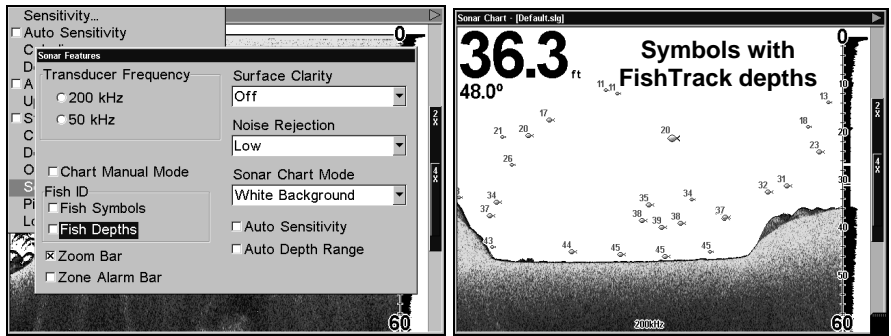 Sensitivity...
Auto Sensitivity
Sonar Features
Transducer Frequency
200 kHz
50 kHz
Chart Manual Mode
Fish ID
Fish Symbols
Fish Depths
Zoom Bar
Zone Alarm Bar
Surface Clarity
Off
Noise Rejection
Low
Sonar Chart Mode
White Background
Auto Sensitivity
Auto Depth Range
0
2X
4X
60
Sonar Chart - [Default.slg]
36.3 ft
48.0º
Symbols with
FishTrack depths
0
10
20
30
40
50
60
11 11
13
17
18
21 20
20
23
26
32 31
34
35 34
37
38 39 38 37
43
44 45 45 45
2X
4X
200kHz